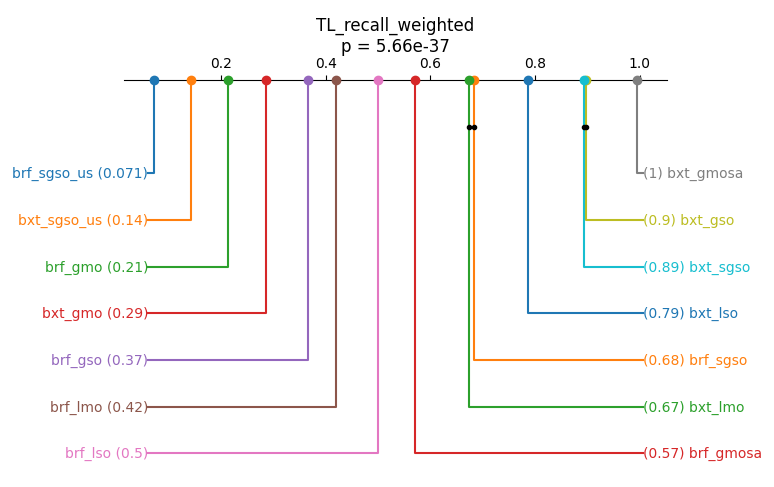 TL_recall_weighted
p = 5.66e-37
0.2 0.4 0.6 0.8 1.0
brf_sgso_us (0.071) (1) bxt_gmosa
bxt_sgso_us (0.14) (0.9) bxt_gso
brf_gmo (0.21) (0.89) bxt_sgso
bxt_gmo (0.29) (0.79) bxt_lso
brf_gso (0.37) (0.68) brf_sgso
brf_lmo (0.42) (0.67) bxt_lmo
brf_lso (0.5) (0.57) brf_gmosa